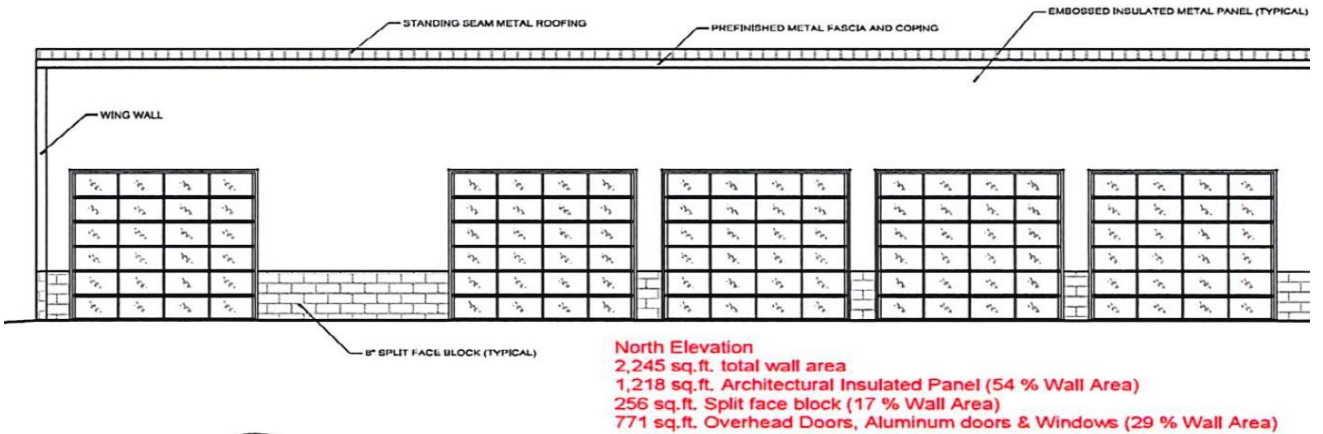 EMBOSSED INSULATED METAL PANEL (TYPICAL)
STANDING SEAM METAL ROOFING
PREFINISHED METAL FASCIA AND COPING
WING WALL
8" SPLIT FACE BLOCK (TYPICAL)
North Elevation
2,245 sq.ft. total wall area
1,218 sq.ft. Architectural Insulated Panel (54 % Wall Area)
256 sq.ft. Split face block (17 % Wall Area)
771 sq.ft. Overhead Doors, Aluminum doors & Windows (29 % Wall Area)